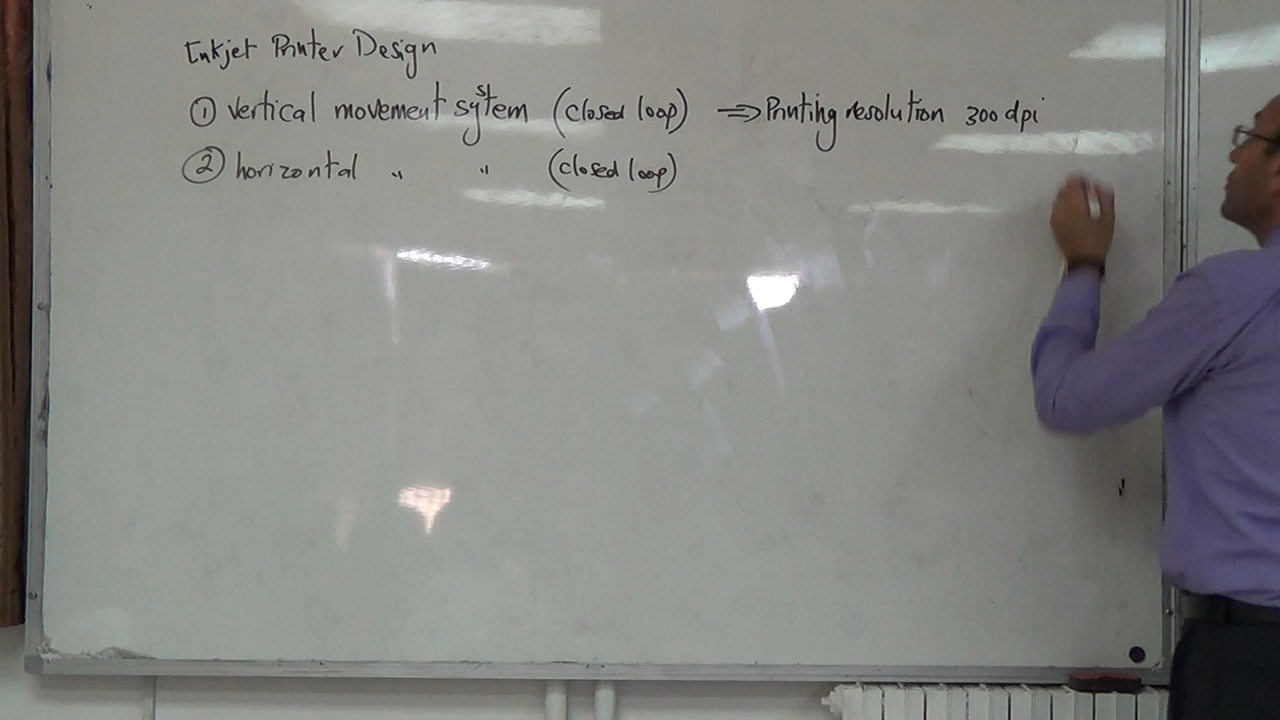 Inkjet Printer Design
① vertical movement system (closed loop) ⇒ Printing resolution 300 dpi
② horizontal " " (closed loop)